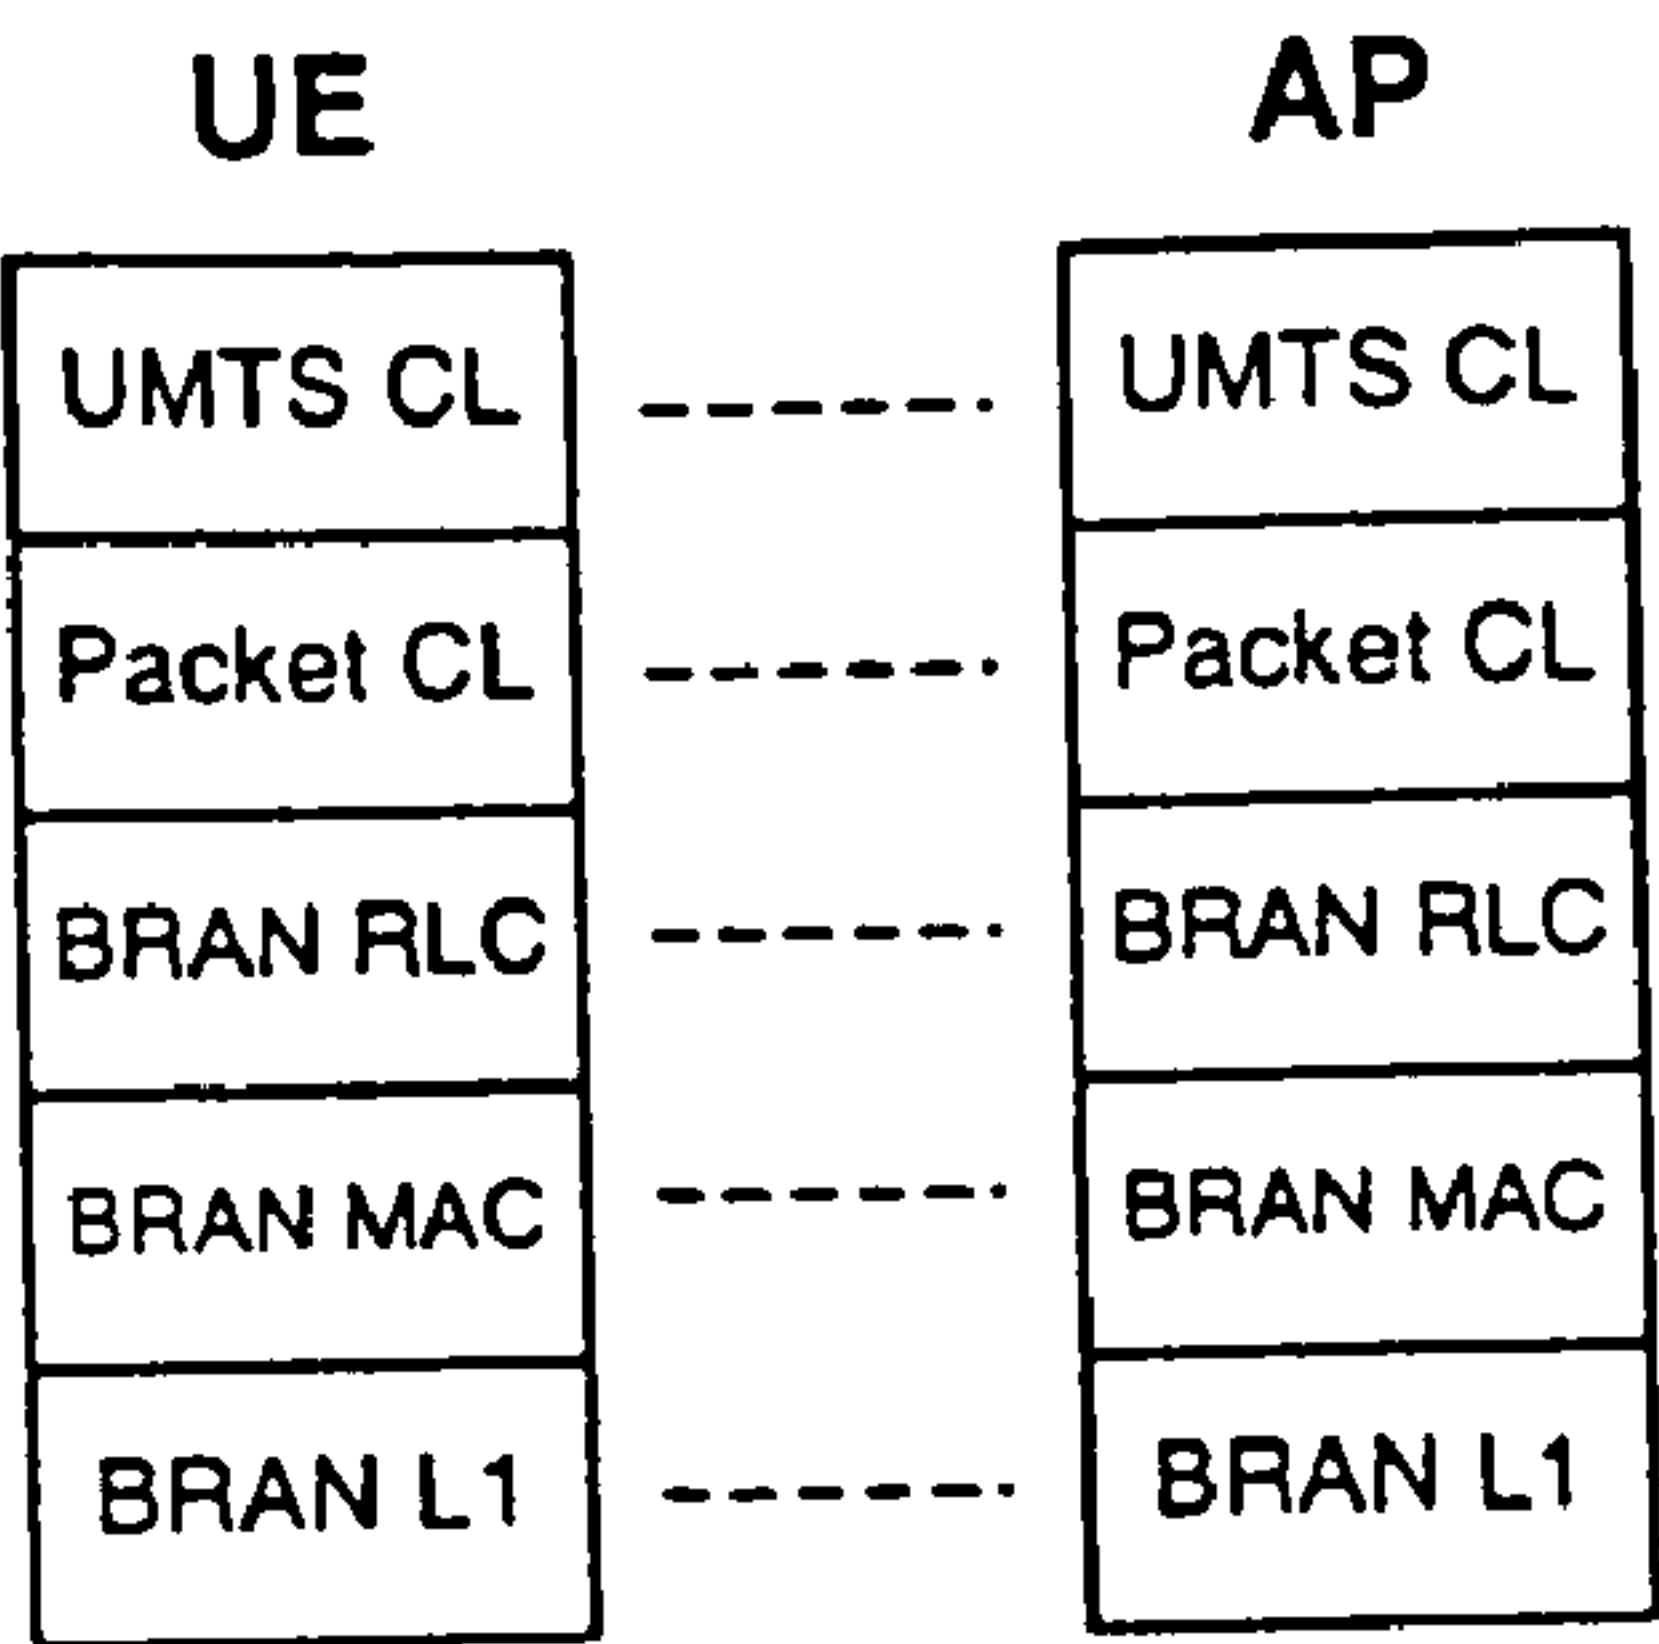 UE AP
UMTS CL UMTS CL
Packet CL Packet CL
BRAN RLC BRAN RLC
BRAN MAC BRAN MAC
BRAN L1 BRAN L1